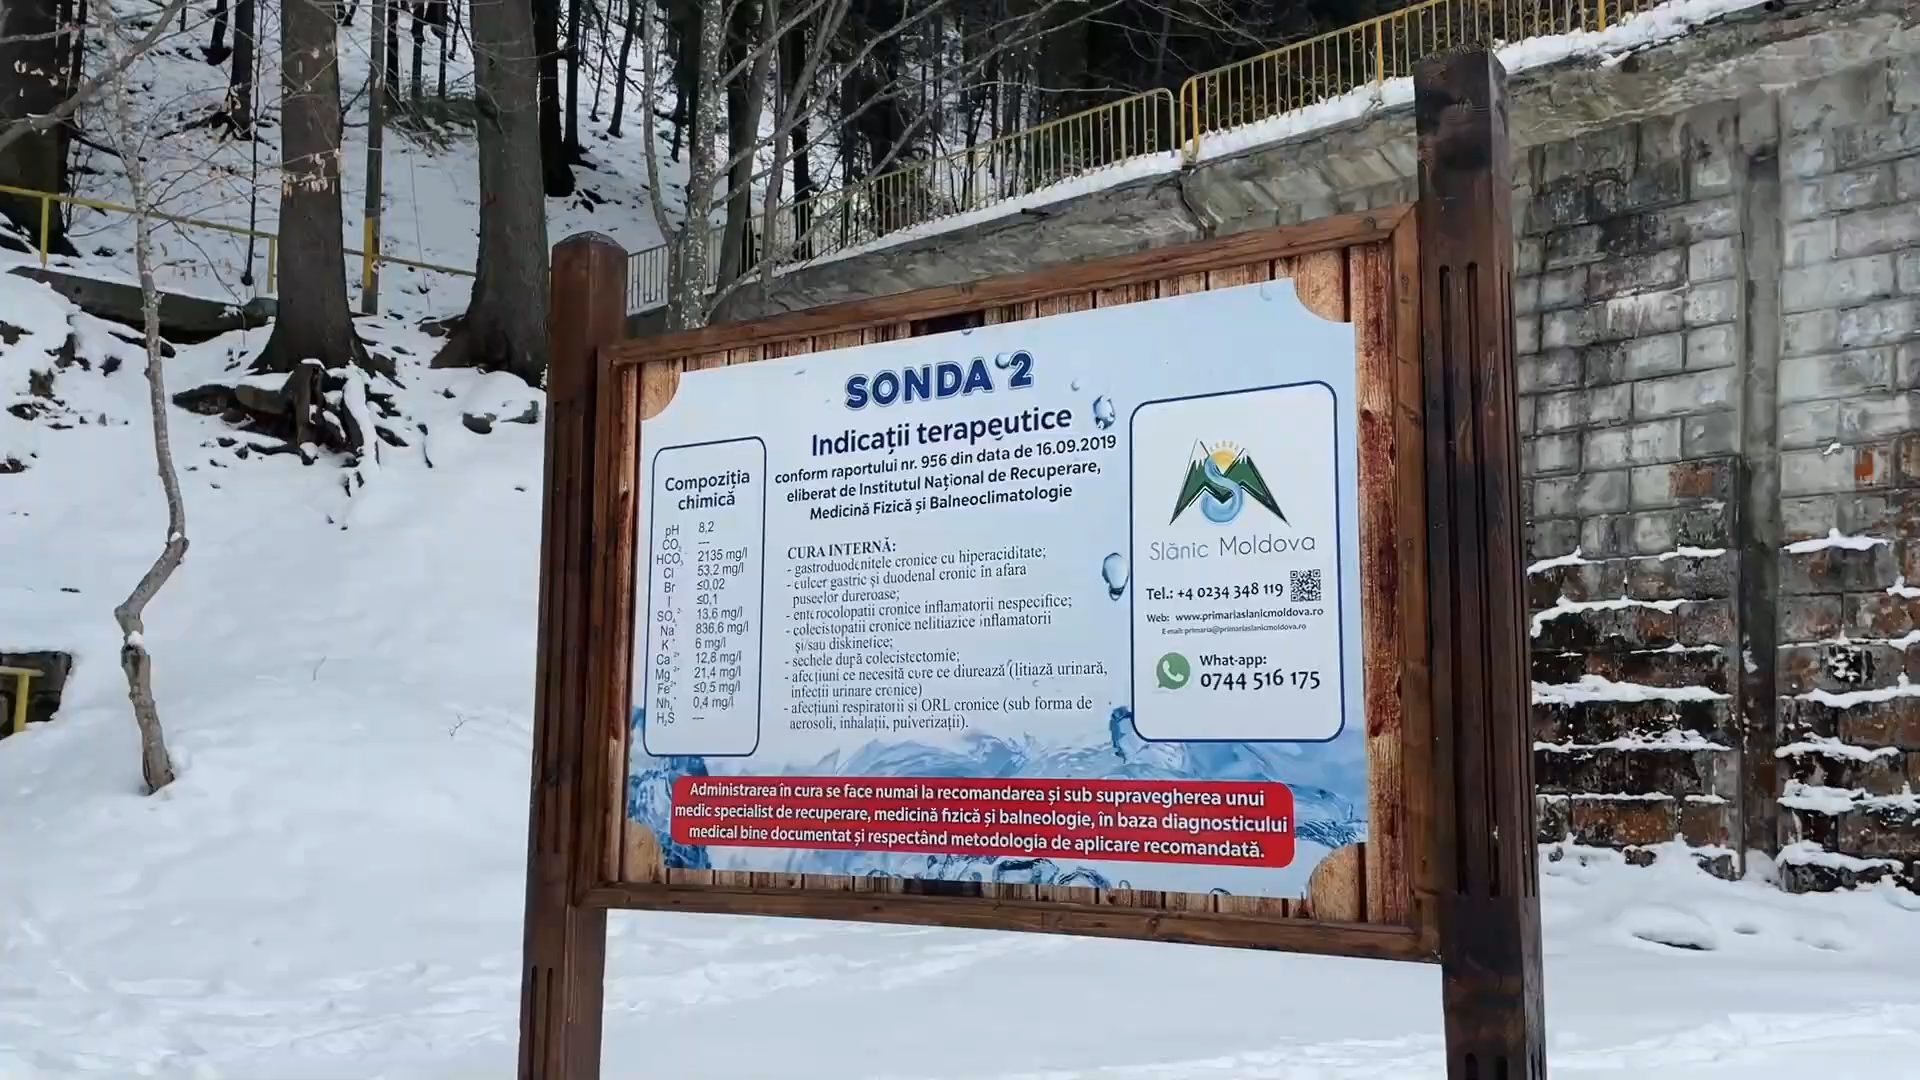 SONDA 2
Indicații terapeutice
conform raportului nr. 956 din data de 16.09.2019
eliberat de Institutul Național de Recuperare,
Medicină Fizică și Balneoclimatologie
Compoziția
chimică
pH 8,2
CO₂ ---
HCO₃⁻ 2135 mg/l
Cl⁻ 53,2 mg/l
Br⁻ ≤0,02
I⁻ ≤0,1
SO₄²⁻ 13,6 mg/l
Na⁺ 836,6 mg/l
K⁺ 6 mg/l
Ca²⁺ 12,8 mg/l
Mg²⁺ 21,4 mg/l
Fe²⁺ ≤0,5 mg/l
Nh₄⁺ 0,4 mg/l
H₂S ---
CURA INTERNĂ:
- gastroduodenitele cronice cu hiperaciditate;
- culcer gastric și duodenal cronic în afara
puseelor dureroase;
- enterocolopatii cronice inflamatorii nespecifice;
- colecistopatii cronice nelitiazice inflamatorii
și/sau diskinetice;
- sechele după colecistectomie;
- afecțiuni ce necesită cure ce diureză (litiază urinară,
infecții urinare cronice)
- afecțiuni respiratorii si ORL cronice (sub forma de
aerosoli, inhalații, pulverizații).
Slănic Moldova
Tel.: +4 0234 348 119
Web: www.primariaslanicmoldova.ro
E-mail: primaria@primariaslanicmoldova.ro
What-app:
0744 516 175
Administrarea în cura se face numai la recomandarea și sub supravegherea unui
medic specialist de recuperare, medicină fizică și balneologie, în baza diagnosticului
medical bine documentat și respectând metodologia de aplicare recomandată.